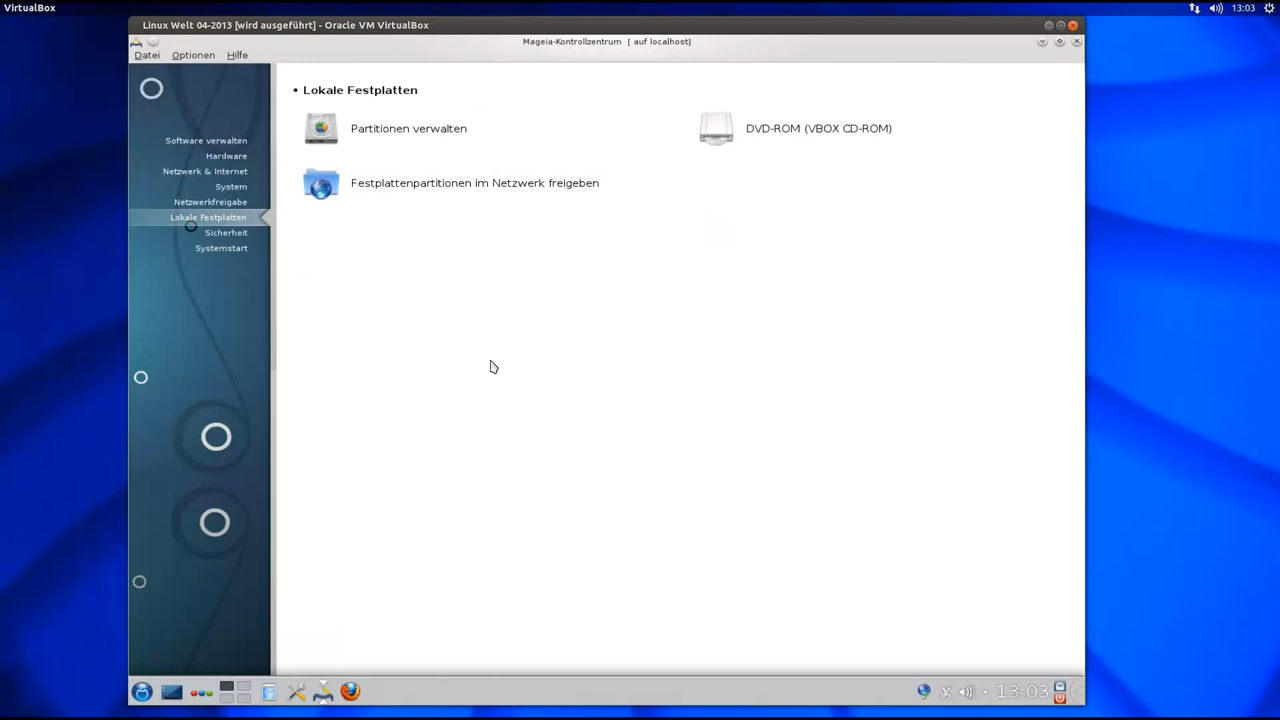 VirtualBox
13:03
Linux Welt 04-2013 [wird ausgeführt] - Oracle VM VirtualBox
Mageia-Kontrollzentrum [ auf localhost]
Datei Optionen Hilfe
• Lokale Festplatten
Partitionen verwalten
DVD-ROM (VBOX CD-ROM)
Festplattenpartitionen im Netzwerk freigeben
Software verwalten
Hardware
Netzwerk & Internet
System
Netzwerkfreigabe
Lokale Festplatten
Sicherheit
Systemstart
13:03